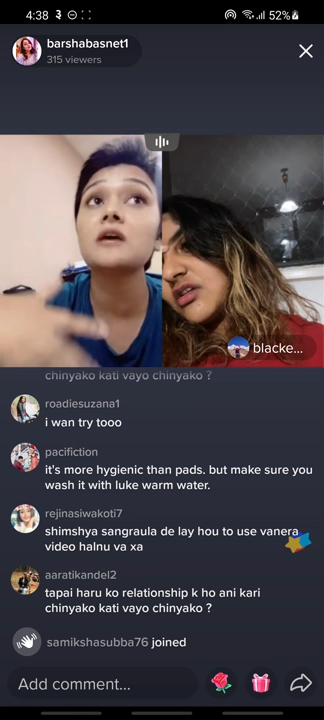 4:38 52%
barshabasnet1
315 viewers
blacke...
chinyako kati vayo chinyako ?
roadiesuzana1
i wan try tooo
pacifiction
it's more hygienic than pads. but make sure you
wash it with luke warm water.
rejinasiwakoti7
shimshya sangraula de lay hou to use vanera
video halnu va xa
aaratikandel2
tapai haru ko relationship k ho ani kari
chinyako kati vayo chinyako ?
samikshasubba76 joined
Add comment...